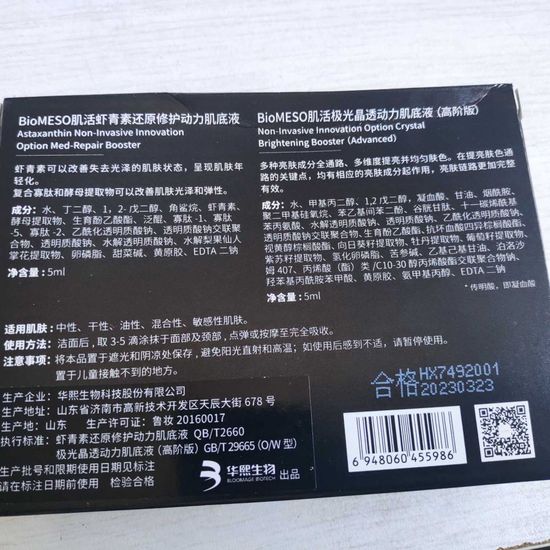 BioMESO肌活虾青素还原修护动力肌底液
Astaxanthin Non-Invasive Innovation
Option Med-Repair Booster
虾青素可以改善失去光泽的肌肤状态，呈现肌肤年
轻化。
复合寡肽和酵母提取物可以改善肌肤光泽和弹性。
成分：水、丁二醇、1，2-戊二醇、角鲨烷、虾青素、
酵母提取物、生育酚乙酸酯、泛醌、寡肽-1、寡肽
-5、寡肽-2、乙酰化透明质酸钠、透明质酸钠交联聚
合物、透明质酸钠、水解透明质酸钠、水解梨果仙人
掌花提取物、卵磷脂、甜菜碱、黄原胶、EDTA 二钠
净含量：5ml
BioMESO肌活极光晶透动力肌底液（高阶版）
Non-Invasive Innovation Option Crystal
Brightening Booster (Advanced)
多种亮肤成分全通路、多维度提亮并均匀肤色。在提亮肤色通
路的关键点，均有相应的亮肤成分起作用，亮肤链路更加完整
有效。
成分：水、甲基丙二醇、1,2 戊二醇、凝血酸、甘油、烟酰胺、
聚二甲基硅氧烷、苯乙基间苯二酚、谷胱甘肽、十一碳烯酰基
苯丙氨酸、水解透明质酸钠、透明质酸钠、乙酰化透明质酸钠、
透明质酸钠交联聚合物、生育酚乙酸酯、抗坏血酸四异棕榈酸酯、
视黄醇棕榈酸酯、向日葵籽提取物、牡丹提取物、葡萄籽提取物、
紫苏籽提取物、氢化卵磷脂、苦参碱、乙基己基甘油、泊洛沙
姆 407、丙烯酸（酯）类 /C10-30 醇丙烯酸酯交联聚合物、
羟苯基丙酰胺苯甲酸、黄原胶、氨甲基丙醇、EDTA 二钠
净含量：5ml
*传明酸，即凝血酸
适用肌肤：中性、干性、油性、混合性、敏感性肌肤。
使用方法：洁面后，取 3-5 滴涂抹于面部及颈部，点弹或按摩至完全吸收。
注意事项：将本品置于遮光和阴凉处保存，避免阳光直射和高温；如使用后感到不适，请暂停使用。
置于儿童接触不到的地方。
生产企业：华熙生物科技股份有限公司
生产地址：山东省济南市高新技术开发区天辰大街 678 号
产地：山东 生产许可证：鲁妆 20160017
执行标准：虾青素还原修护动力肌底液 QB/T2660
极光晶透动力肌底液（高阶版）GB/T29665（O/W 型）
生产批号和限期使用日期见标注
请在标注日期前使用 检验合格
华熙生物 出品
BLOOMAGE BIOTECH
合格 HX7492001
20230323
6 948060 455986